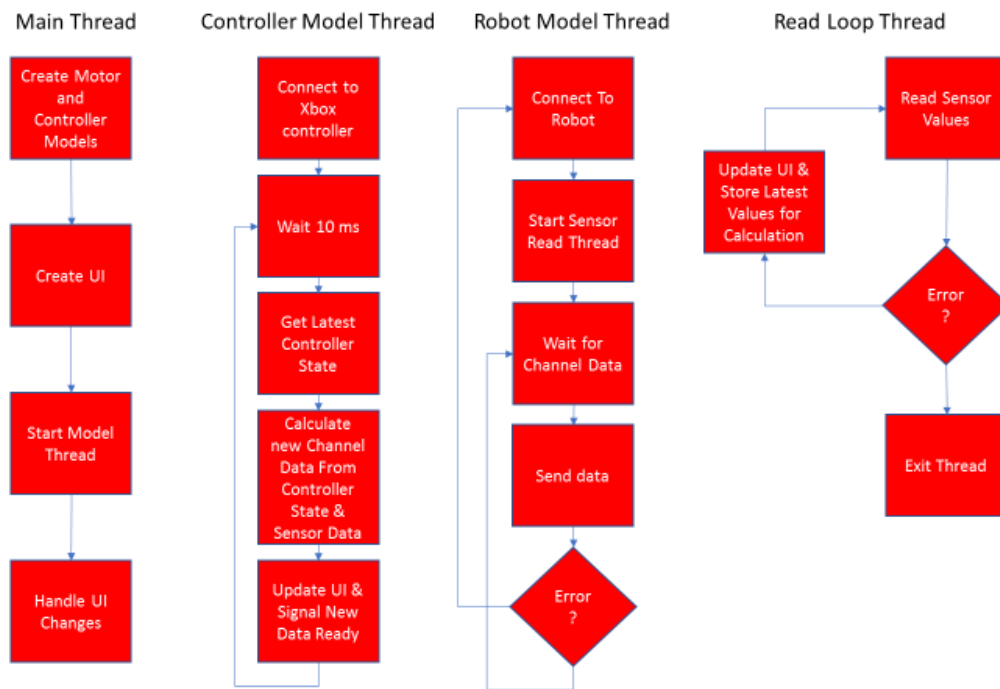 Main Thread
Create Motor
and
Controller
Models
Create UI
Start Model
Thread
Handle UI
Changes
Controller Model Thread
Connect to
Xbox
controller
Wait 10 ms
Get Latest
Controller
State
Calculate
new Channel
Data From
Controller
State &
Sensor Data
Update UI &
Signal New
Data Ready
Robot Model Thread
Connect To
Robot
Start Sensor
Read Thread
Wait for
Channel Data
Send data
Error
?
Read Loop Thread
Read Sensor
Values
Update UI &
Store Latest
Values for
Calculation
Error
?
Exit Thread